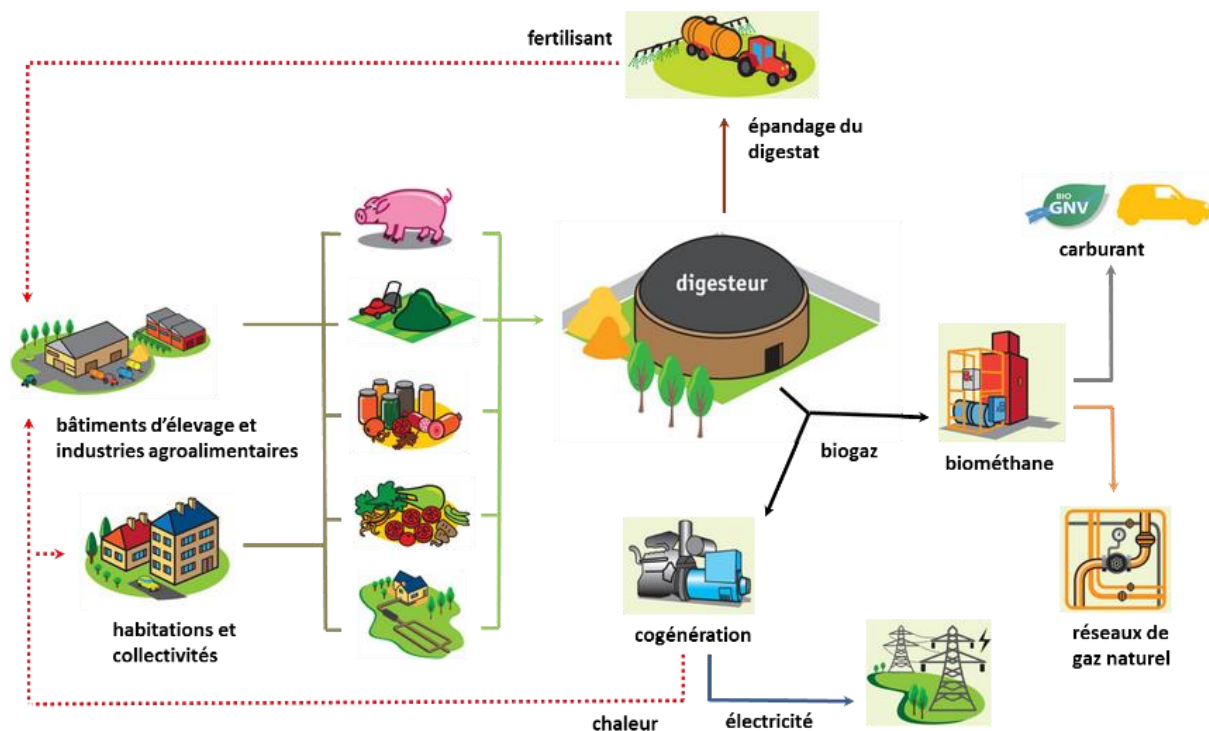 fertilisant
épandage du
digestat
BIO
GNV
carburant
digesteur
bâtiments d'élevage et
industries agroalimentaires
biogaz
biométhane
habitations et
collectivités
cogénération
réseaux de
gaz naturel
chaleur
électricité